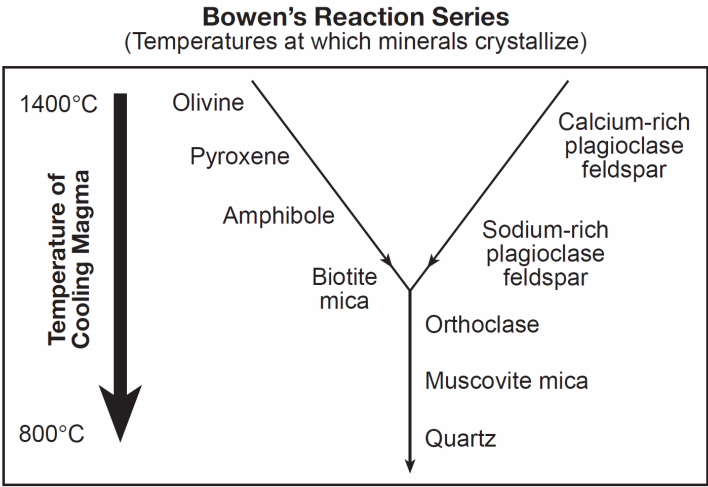 Bowen's Reaction Series
(Temperatures at which minerals crystallize)
1400°C
Temperature of
Cooling Magma
800°C
Olivine
Pyroxene
Amphibole
Biotite
mica
Calcium-rich
plagioclase
feldspar
Sodium-rich
plagioclase
feldspar
Orthoclase
Muscovite mica
Quartz